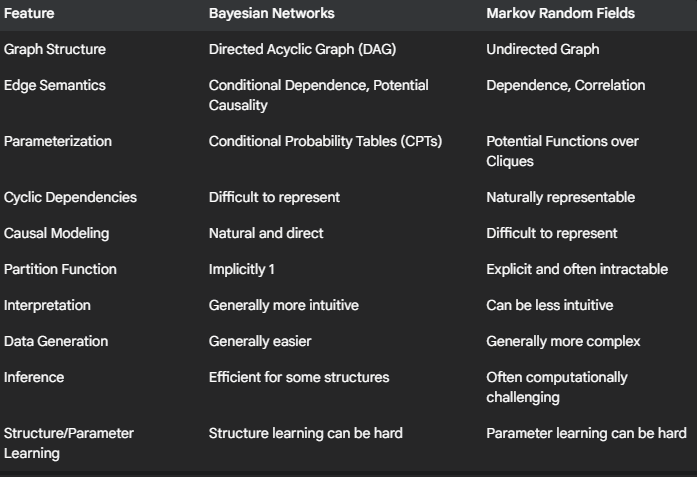 Feature Bayesian Networks Markov Random Fields
Graph Structure Directed Acyclic Graph (DAG) Undirected Graph
Edge Semantics Conditional Dependence, Potential Dependence, Correlation
Causality
Parameterization Conditional Probability Tables (CPTs) Potential Functions over
Cliques
Cyclic Dependencies Difficult to represent Naturally representable
Causal Modeling Natural and direct Difficult to represent
Partition Function Implicitly 1 Explicit and often intractable
Interpretation Generally more intuitive Can be less intuitive
Data Generation Generally easier Generally more complex
Inference Efficient for some structures Often computationally
challenging
Structure/Parameter Structure learning can be hard Parameter learning can be hard
Learning